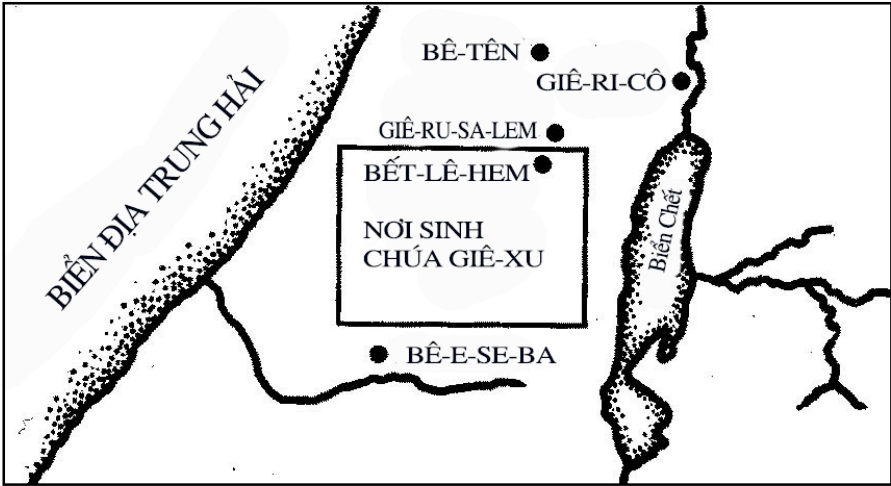 BÊ-TÊN
GIÊ-RI-CÔ
BIỂN ĐỊA TRUNG HẢI
GIÊ-RU-SA-LEM
BẾT-LÊ-HEM
NƠI SINH
CHÚA GIÊ-XU
Biển Chết
BÊ-E-SE-BA